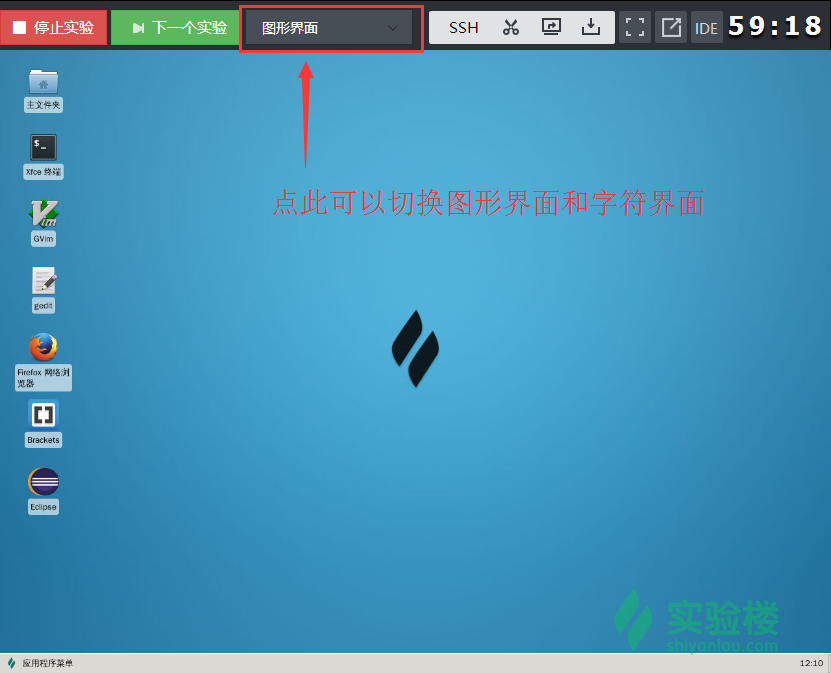 停止实验
下一个实验
图形界面
SSH
IDE
59:18
主文件夹
点此可以切换图形界面和字符界面
$_
Xfce 终端
Vim
GVim
gedit
Firefox 网络浏
览器
Brackets
Eclipse
实验楼
shiyanlou.com
应用程序菜单
12:10